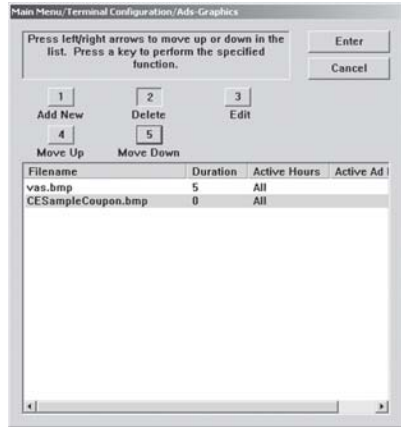 Main Menu/Terminal Configuration/Ads-Graphics
Press left/right arrows to move up or down in the
list. Press a key to perform the specified
function.
Enter
Cancel
1 2 3
Add New Delete Edit
4 5
Move Up Move Down
Filename Duration Active Hours Active Ad
vas.bmp 5 All
CESampleCoupon.bmp 0 All